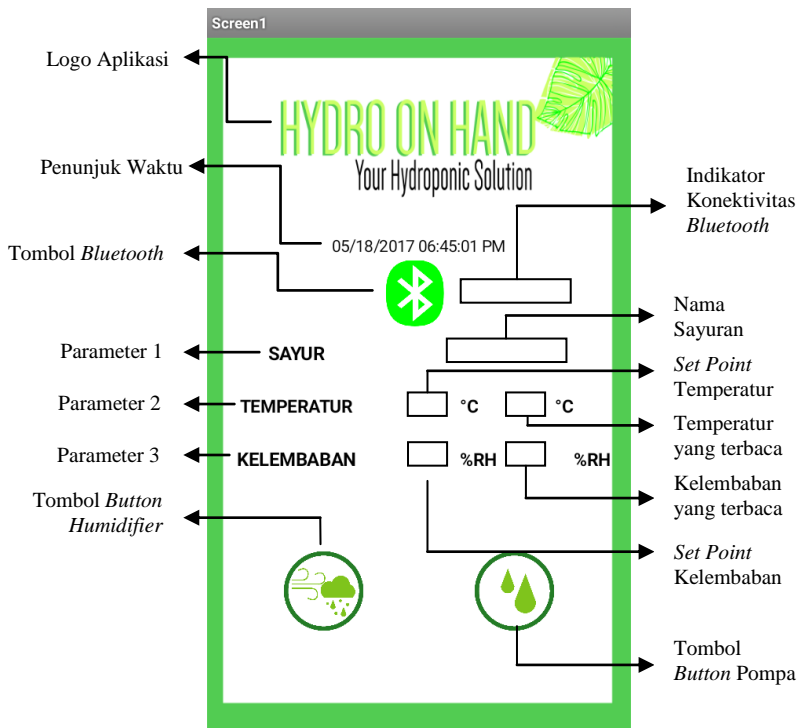 Screen1
Logo Aplikasi
HYDRO ON HAND
Your Hydroponic Solution
Penunjuk Waktu
Indikator
Konektivitas
Bluetooth
05/18/2017 06:45:01 PM
Tombol Bluetooth
Nama
Sayuran
Parameter 1
SAYUR
Set Point
Temperatur
Parameter 2
TEMPERATUR
°C
°C
Temperatur
yang terbaca
Parameter 3
KELEMBABAN
%RH
%RH
Kelembaban
yang terbaca
Tombol Button
Humidifier
Set Point
Kelembaban
Tombol
Button Pompa